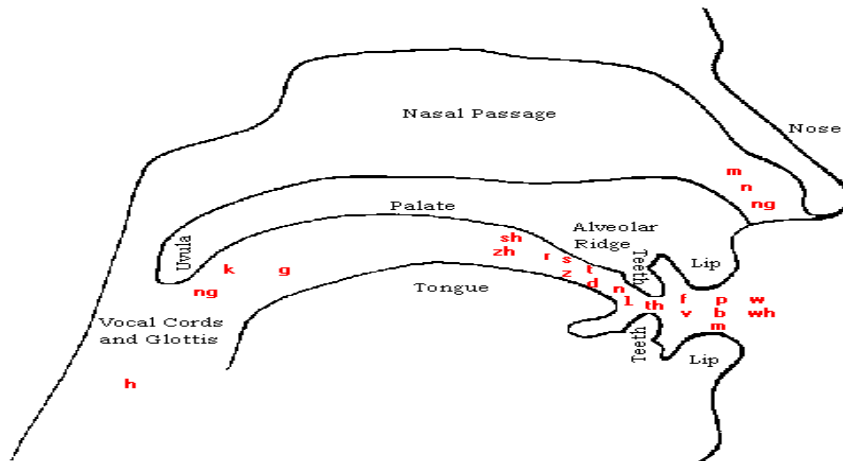 Nasal Passage
Nose
m
n
ng
Palate
Alveolar
Ridge
Uvula
sh
zh
r
s
z
t
d
n
l
Teeth
th
Lip
k
g
ng
Tongue
f
v
p
b
m
w
wh
Vocal Cords
and Glottis
Teeth
Lip
h